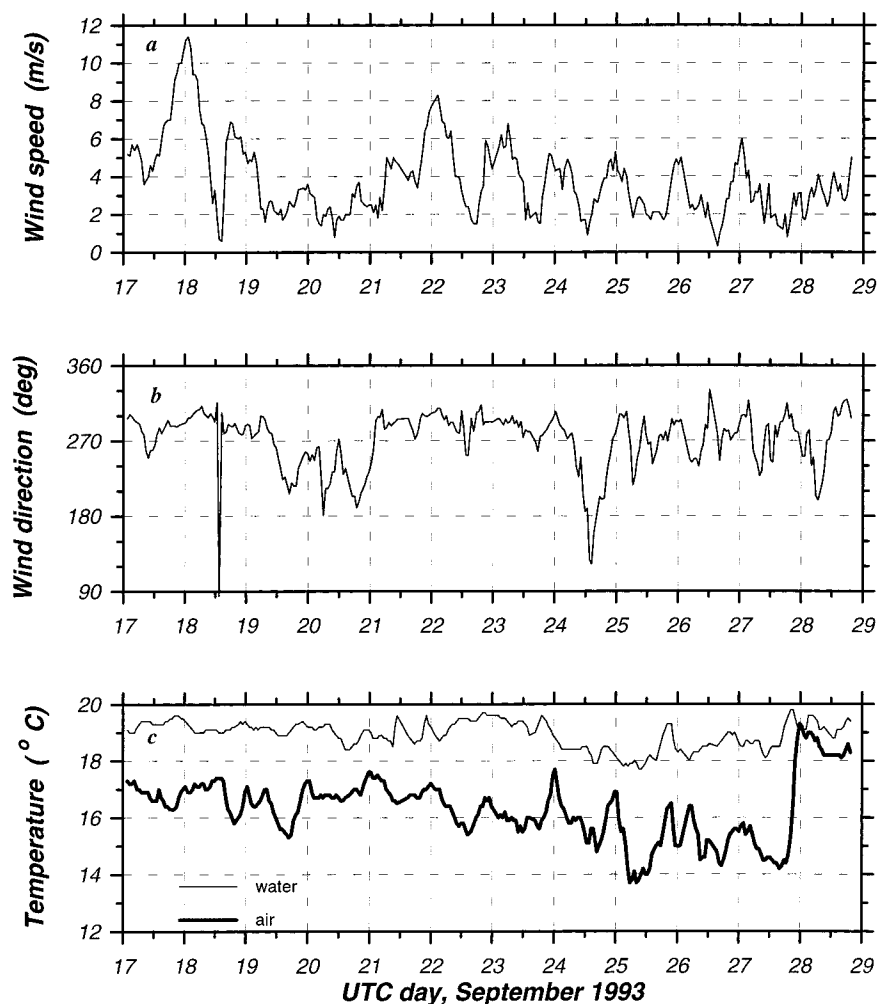 12
10
8
6
4
2
0
Wind speed (m/s)
a
17 18 19 20 21 22 23 24 25 26 27 28 29
360
270
180
90
Wind direction (deg)
b
17 18 19 20 21 22 23 24 25 26 27 28 29
20
18
16
14
12
Temperature (° C)
c
water
air
17 18 19 20 21 22 23 24 25 26 27 28 29
UTC day, September 1993